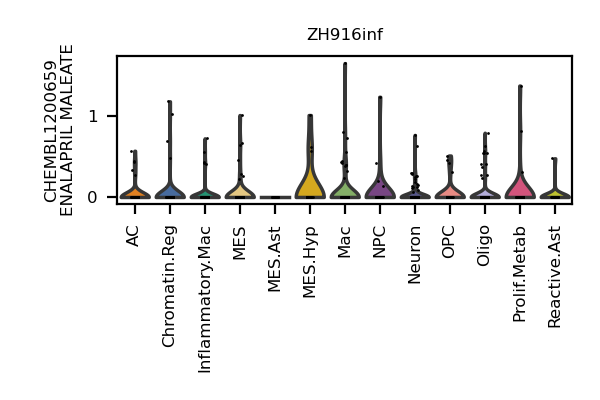 ZH916inf
CHEMBL1200659
ENALAPRIL MALEATE
1
0
AC
Chromatin.Reg
Inflammatory.Mac
MES
MES.Ast
MES.Hyp
Mac
NPC
Neuron
OPC
Oligo
Prolif.Metab
Reactive.Ast